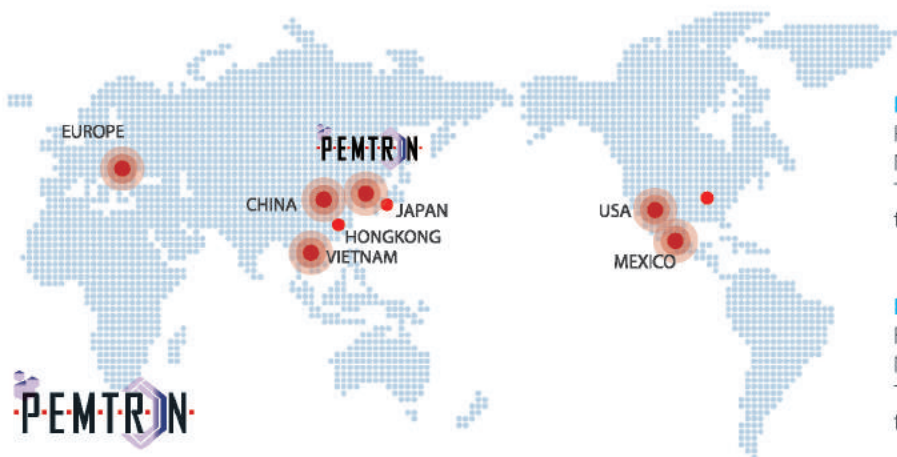 EUROPE
PEMTRON
CHINA
JAPAN
HONGKONG
VIETNAM
USA
MEXICO
PEMTRON